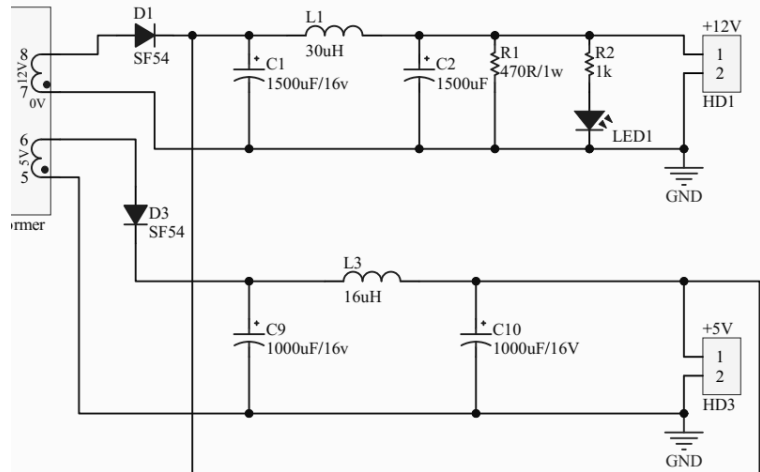 D1
L1
+12V
8
SF54
30uH
R1
R2
1
12V
C1
C2
470R/1w
1k
2
7
1500uF/16v
1500uF
HD1
0V
LED1
6
5V
5
GND
D3
SF54
ormer
L3
16uH
+5V
C9
C10
1
1000uF/16v
1000uF/16V
2
HD3
GND